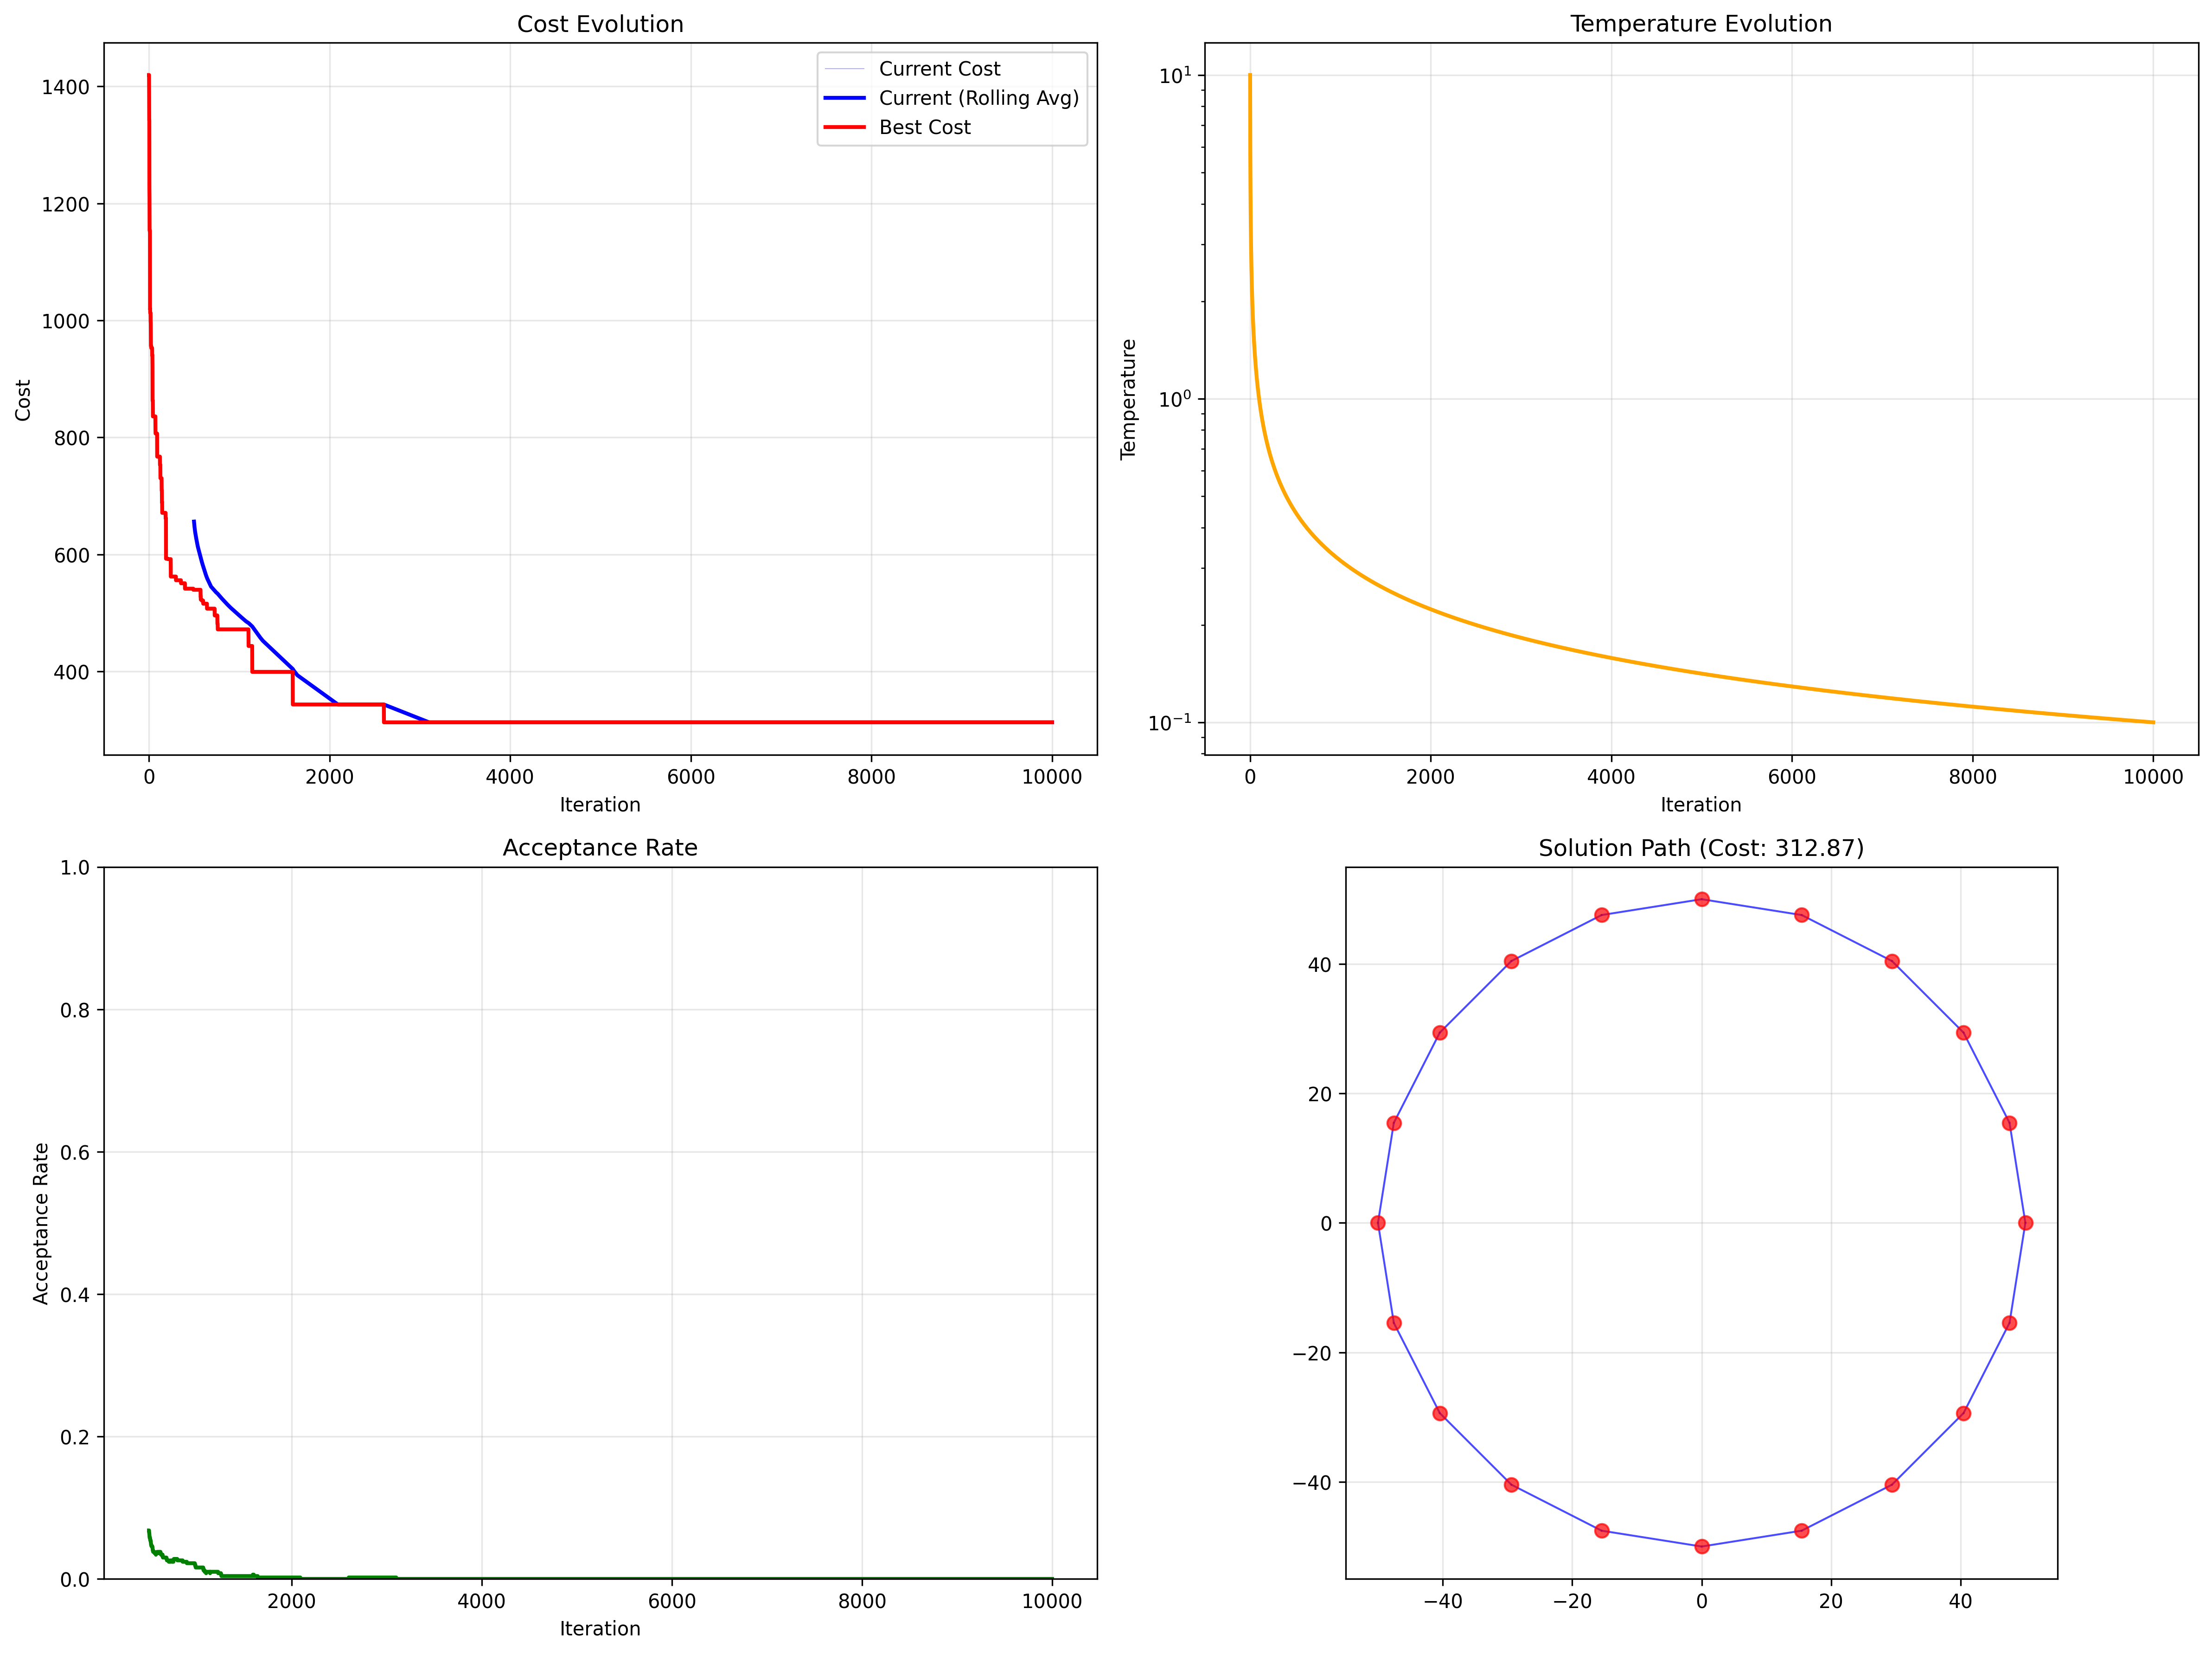 Cost Evolution
Current Cost
Current (Rolling Avg)
Best Cost
1400
1200
1000
800
600
400
Cost
0 2000 4000 6000 8000 10000
Iteration
Temperature Evolution
10¹
10⁰
10⁻¹
Temperature
0 2000 4000 6000 8000 10000
Iteration
Acceptance Rate
1.0
0.8
0.6
0.4
0.2
0.0
Acceptance Rate
2000 4000 6000 8000 10000
Iteration
Solution Path (Cost: 312.87)
40
20
0
−20
−40
−40 −20 0 20 40